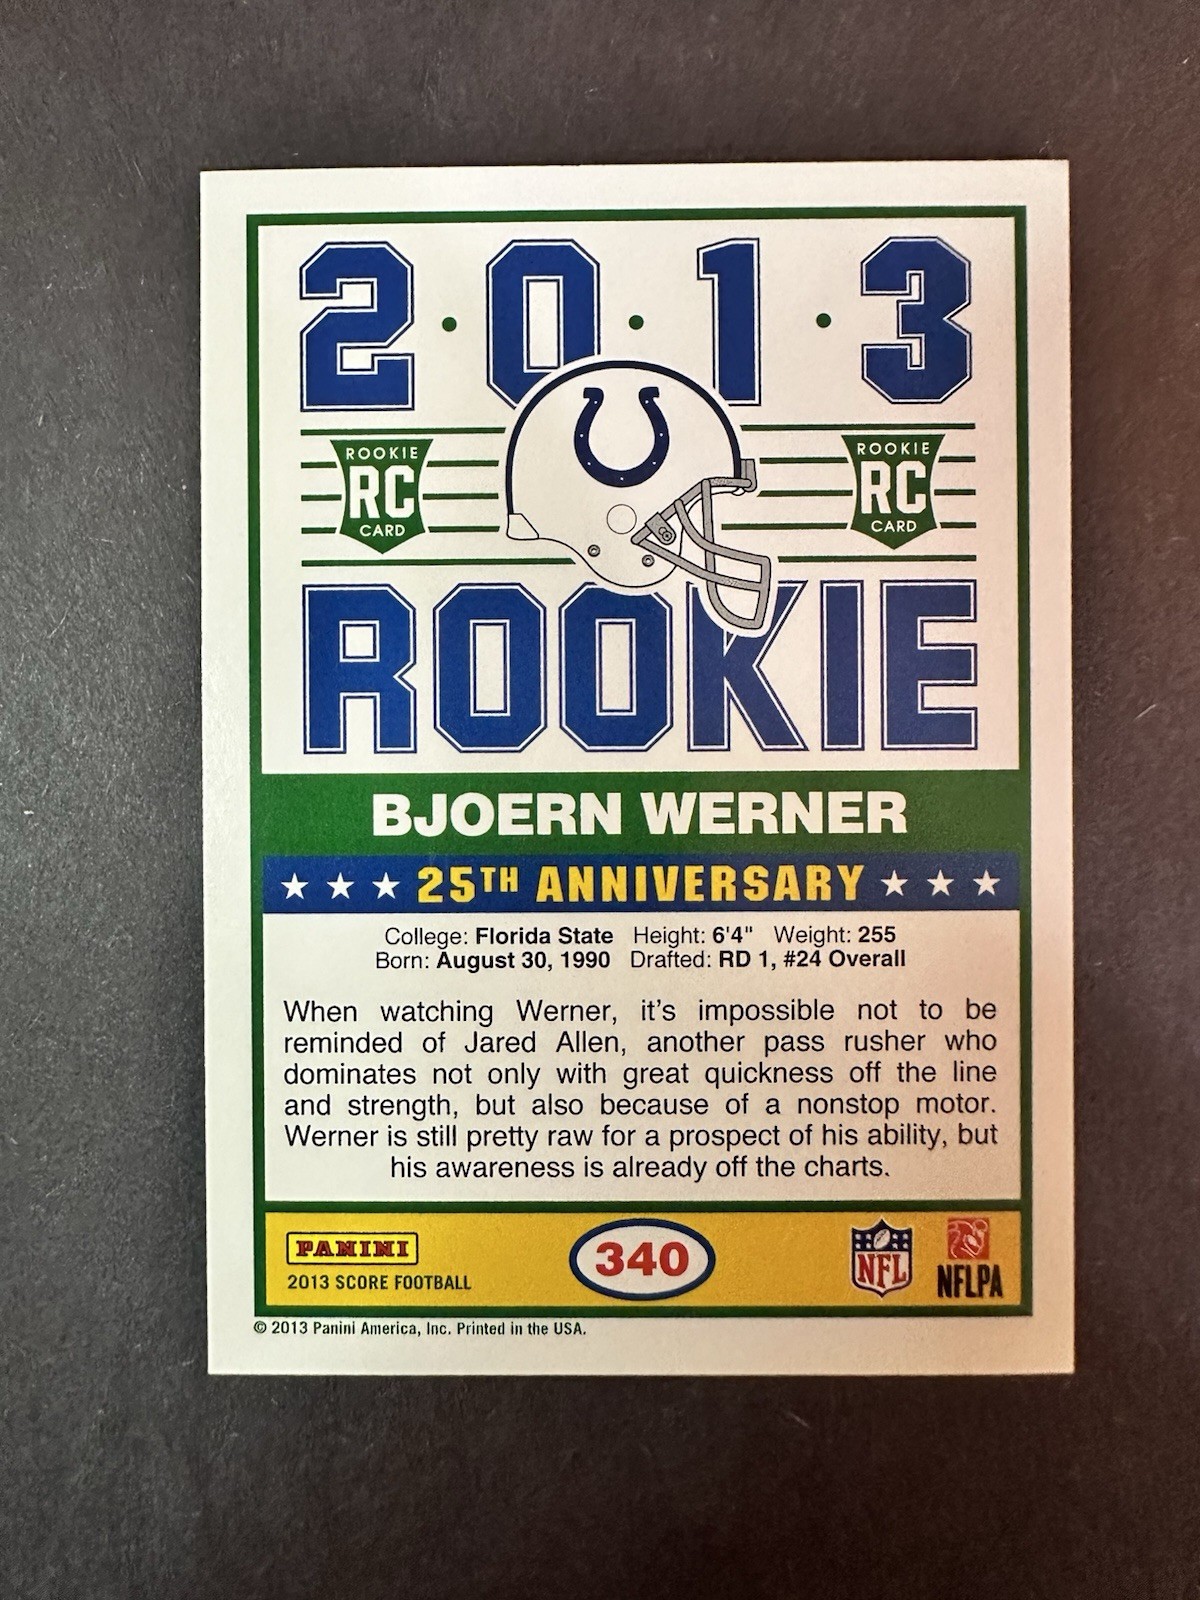 2·0·1·3
ROOKIE ROOKIE
RC RC
CARD CARD
ROOKIE
BJOERN WERNER
★ ★ ★ 25TH ANNIVERSARY ★ ★ ★
College: Florida State Height: 6'4" Weight: 255
Born: August 30, 1990 Drafted: RD 1, #24 Overall
When watching Werner, it's impossible not to be
reminded of Jared Allen, another pass rusher who
dominates not only with great quickness off the line
and strength, but also because of a nonstop motor.
Werner is still pretty raw for a prospect of his ability, but
his awareness is already off the charts.
PANINI
2013 SCORE FOOTBALL
340
NFL
NFLPA
© 2013 Panini America, Inc. Printed in the USA.